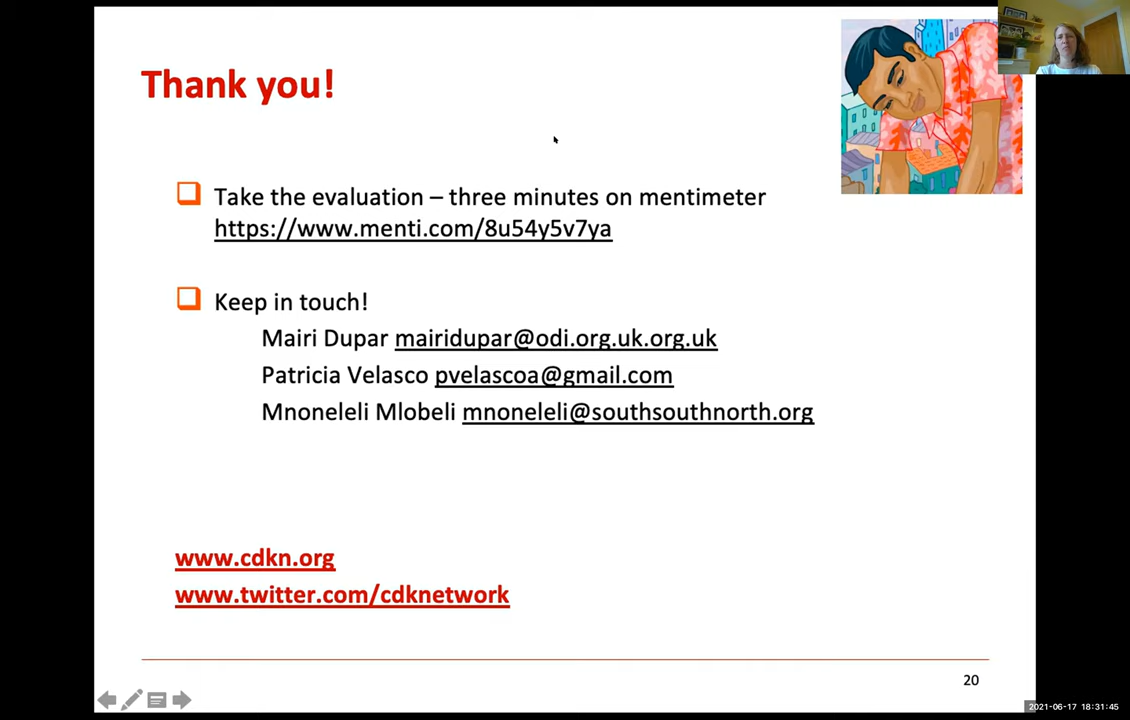 Thank you!
Take the evaluation – three minutes on mentimeter
https://www.menti.com/8u54y5v7ya
Keep in touch!
Mairi Dupar mairidupar@odi.org.uk.org.uk
Patricia Velasco pvelascoa@gmail.com
Mnoneleli Mlobeli mnoneleli@southsouthnorth.org
www.cdkn.org
www.twitter.com/cdknetwork
20
2021-06-17 18:31:45